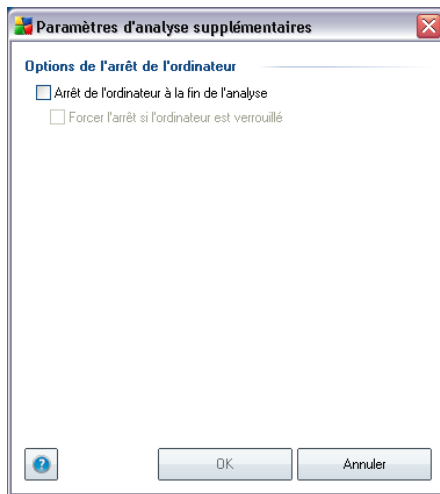 Paramètres d'analyse supplémentaires
Options de l'arrêt de l'ordinateur
Arrêt de l'ordinateur à la fin de l'analyse
Forcer l'arrêt si l'ordinateur est verrouillé
?
OK
Annuler